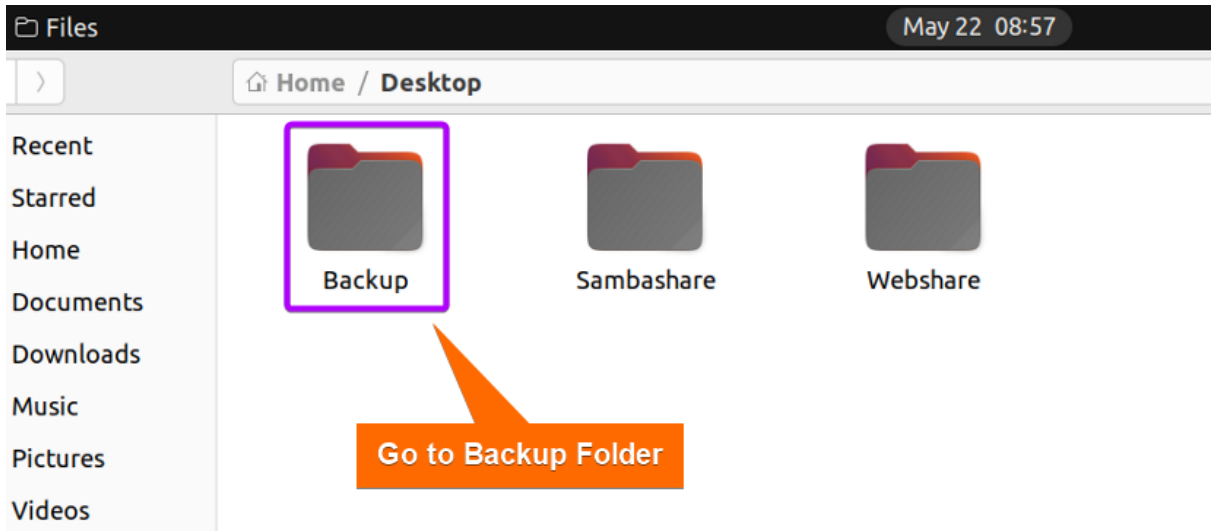 Files
May 22 08:57
Home / Desktop
Recent
Starred
Home
Documents
Downloads
Music
Pictures
Videos
Backup
Sambashare
Webshare
Go to Backup Folder